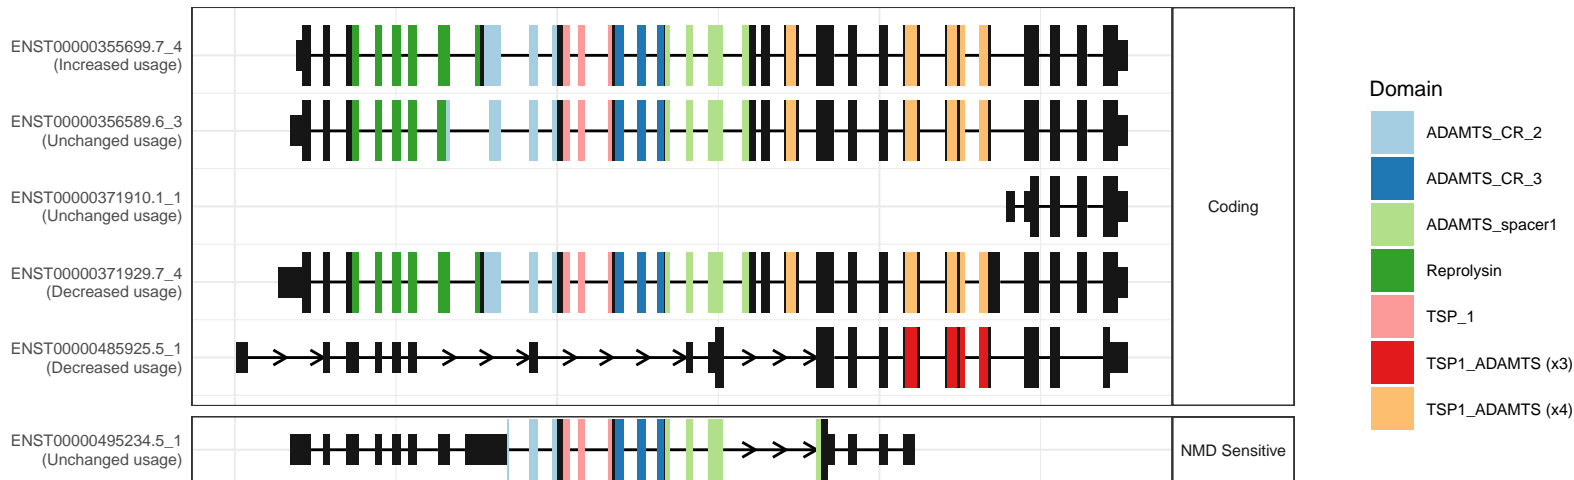 ENST00000355699.7_4
(Increased usage)
ENST00000356589.6_3
(Unchanged usage)
ENST00000371910.1_1
(Unchanged usage)
ENST00000371929.7_4
(Decreased usage)
ENST00000485925.5_1
(Decreased usage)
ENST00000495234.5_1
(Unchanged usage)
Coding
NMD Sensitive
Domain
ADAMTS_CR_2
ADAMTS_CR_3
ADAMTS_spacer1
Reprolysin
TSP_1
TSP1_ADAMTS (x3)
TSP1_ADAMTS (x4)